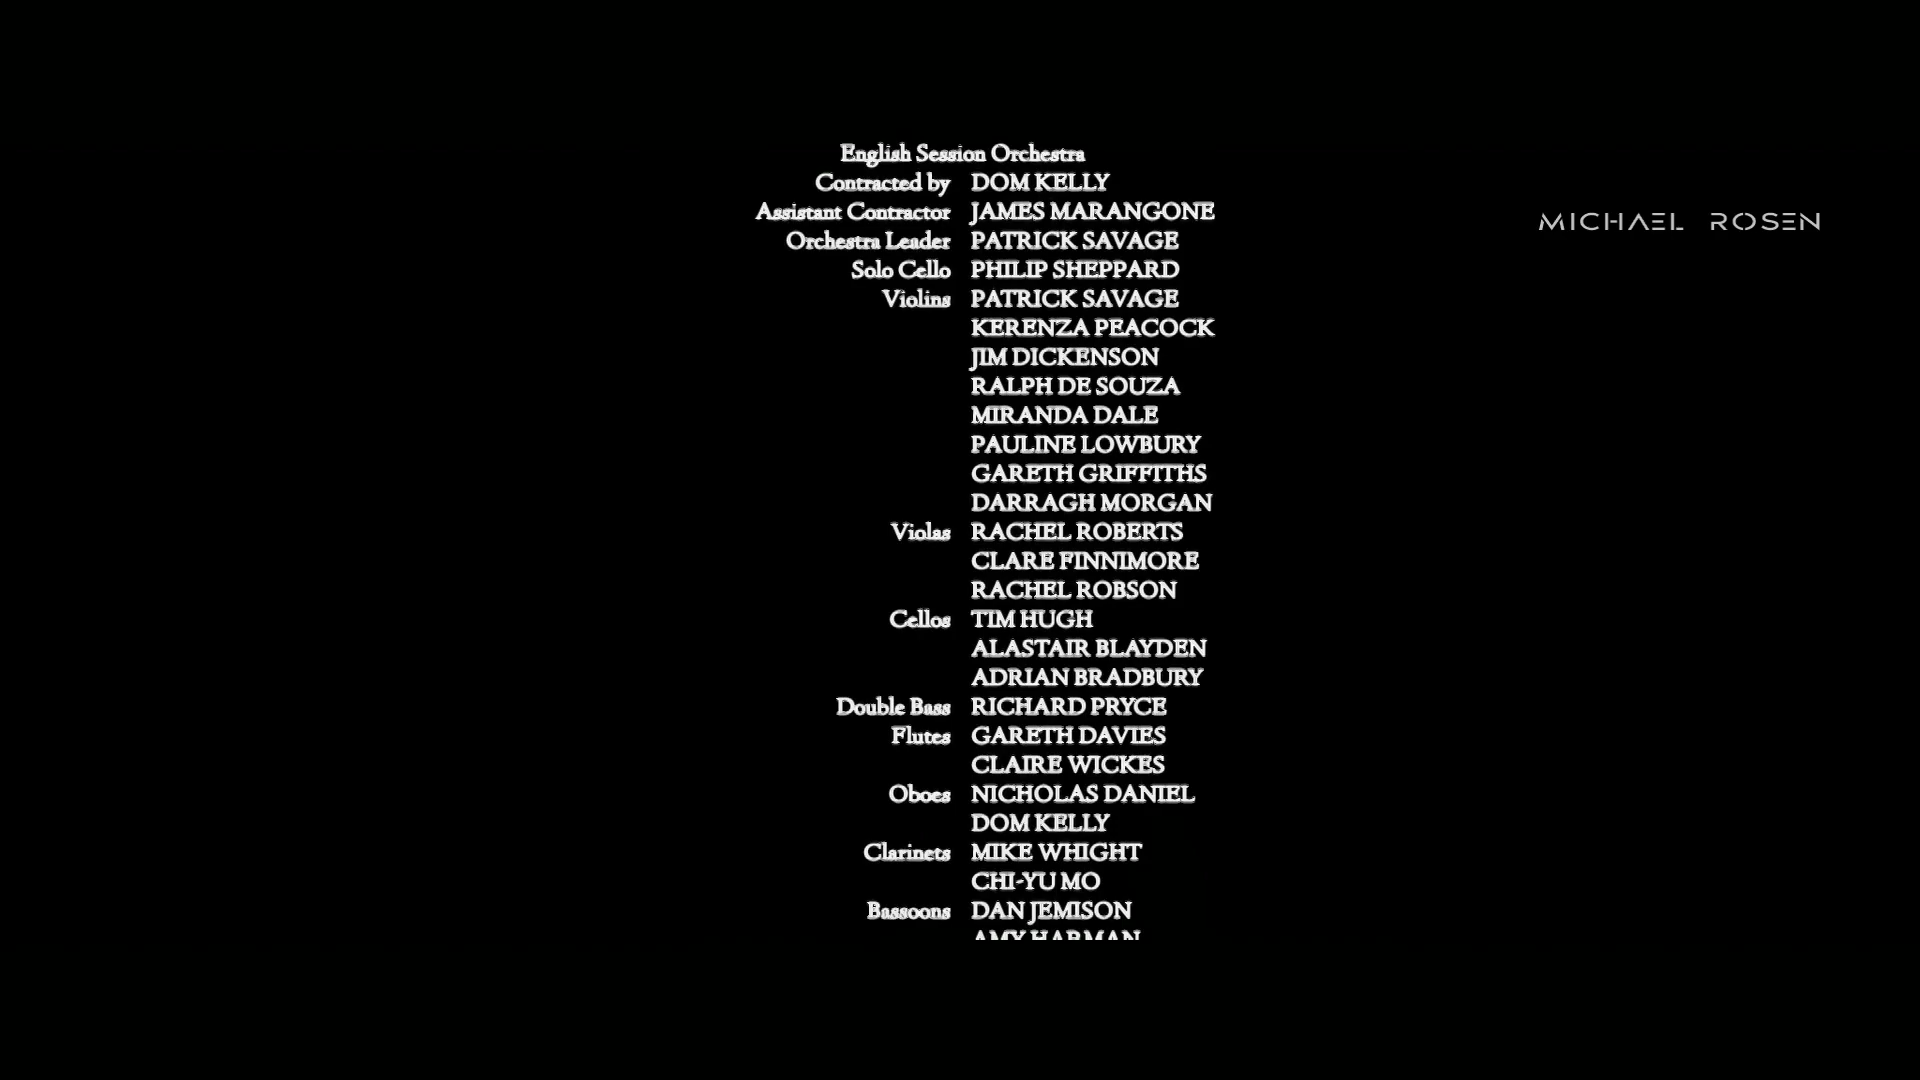 English Session Orchestra
Contracted by DOM KELLY
Assistant Contractor JAMES MARANGONE
Orchestra Leader PATRICK SAVAGE
Solo Cello PHILIP SHEPPARD
Violins PATRICK SAVAGE
KERENZA PEACOCK
JIM DICKENSON
RALPH DE SOUZA
MIRANDA DALE
PAULINE LOWBURY
GARETH GRIFFITHS
DARRAGH MORGAN
Violas RACHEL ROBERTS
CLARE FINNIMORE
RACHEL ROBSON
Cellos TIM HUGH
ALASTAIR BLAYDEN
ADRIAN BRADBURY
Double Bass RICHARD PRYCE
Flutes GARETH DAVIES
CLAIRE WICKES
Oboes NICHOLAS DANIEL
DOM KELLY
Clarinets MIKE WHIGHT
CHI-YU MO
Bassoons DAN JEMISON
AMY HARMAN
MICHAEL ROSEN